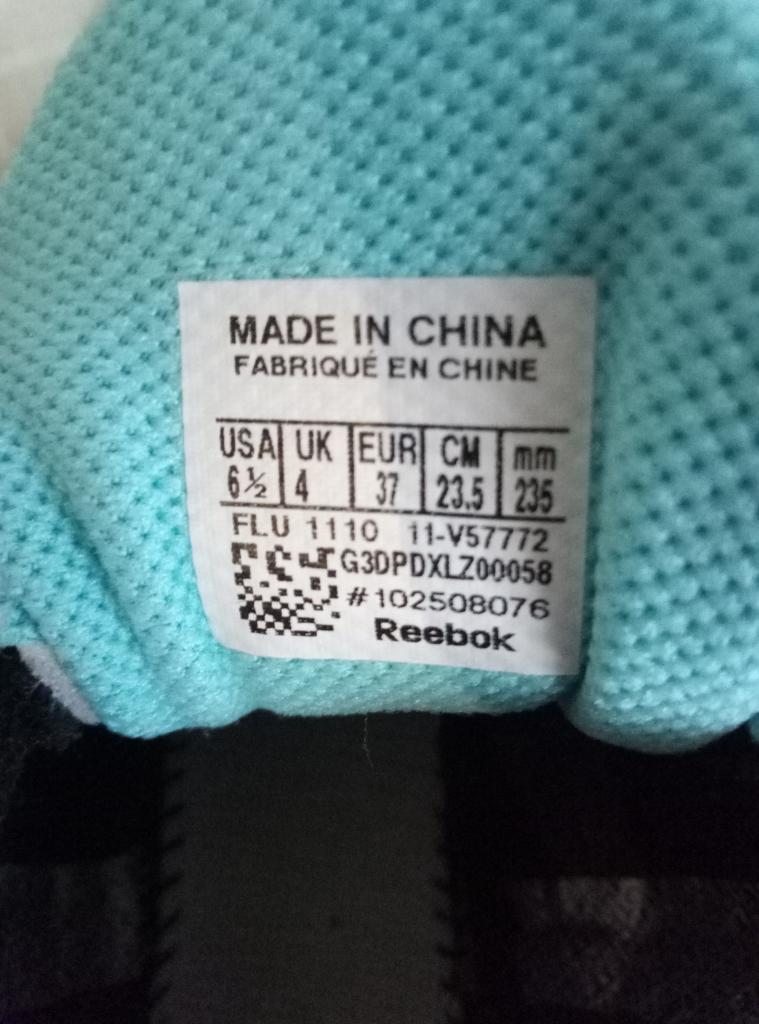 MADE IN CHINA
FABRIQUÉ EN CHINE
USA UK EUR CM mm
6½ 4 37 23.5 235
FLU 1110 11-V57772
G3DPDXLZ00058
#102508076
Reebok